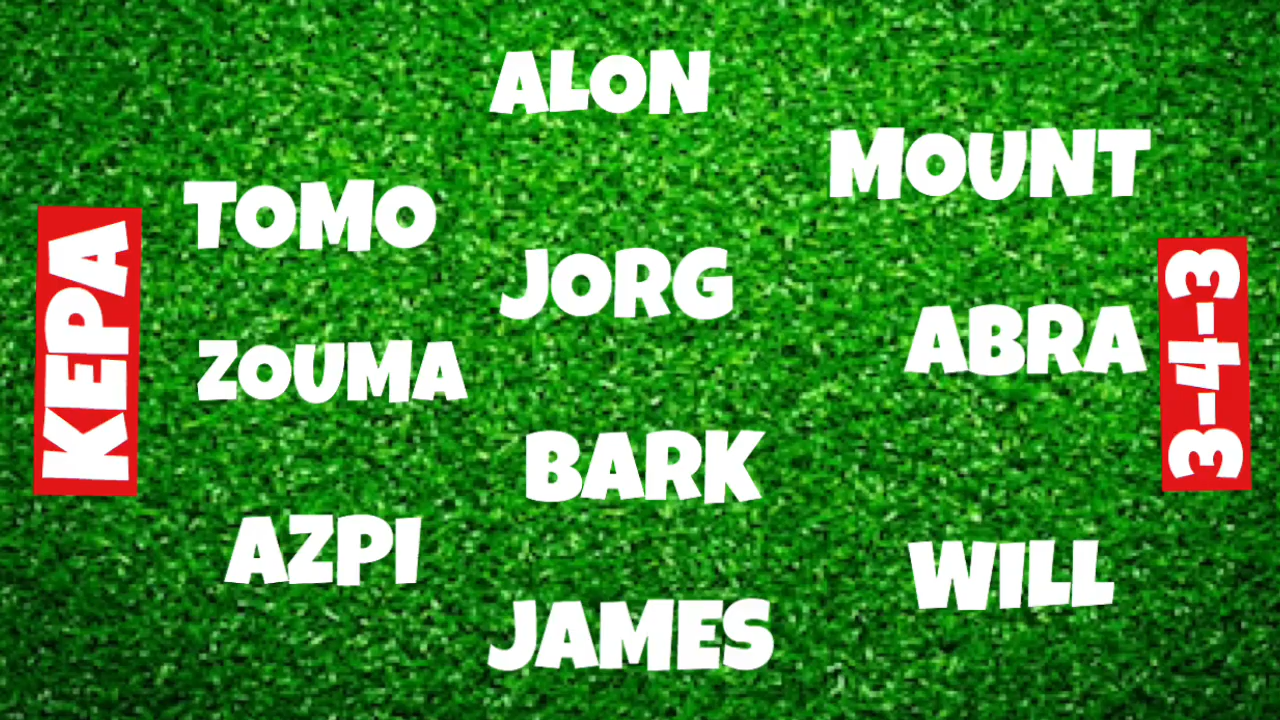 KEPA
TOMO
ZOUMA
AZPI
ALON
JORG
BARK
JAMES
MOUNT
ABRA
WILL
3-4-3